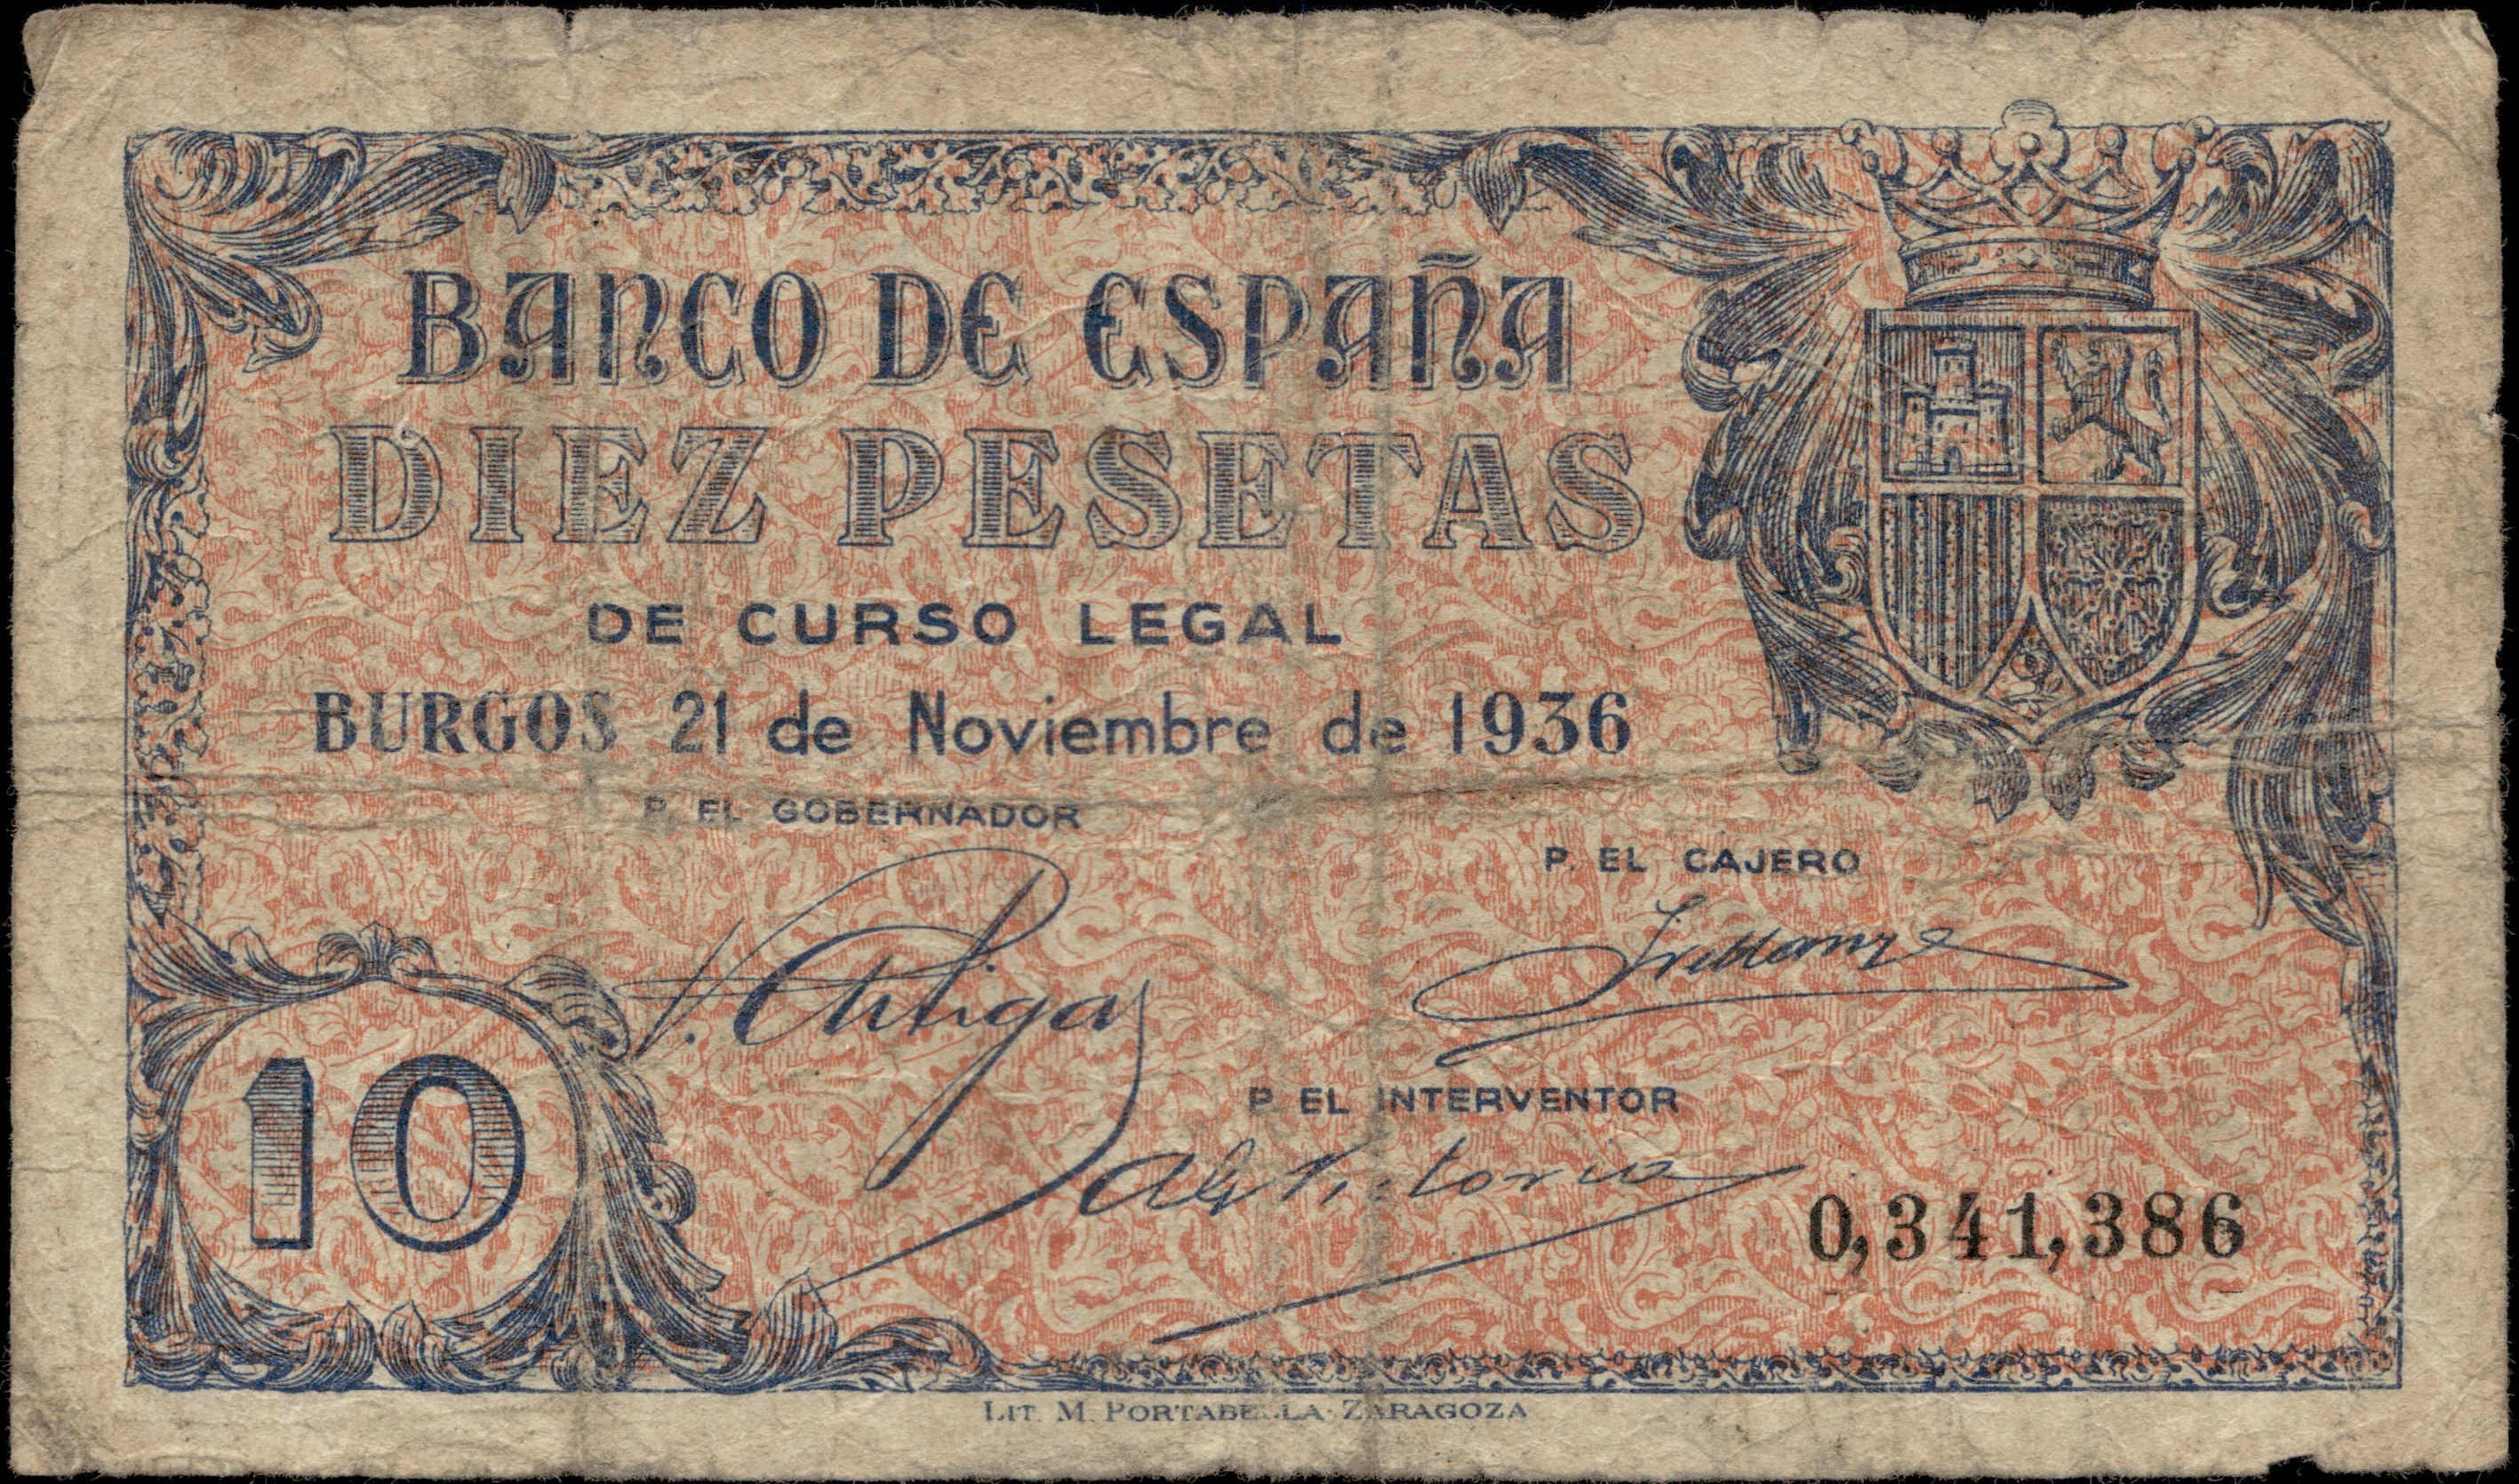 BANCO DE ESPAÑA
DIEZ PESETAS
DE CURSO LEGAL
BURGOS 21 de Noviembre de 1936
P. EL GOBERNADOR
P. EL CAJERO
P. EL INTERVENTOR
10
0,341,386
LIT. M. PORTABELLA-ZARAGOZA